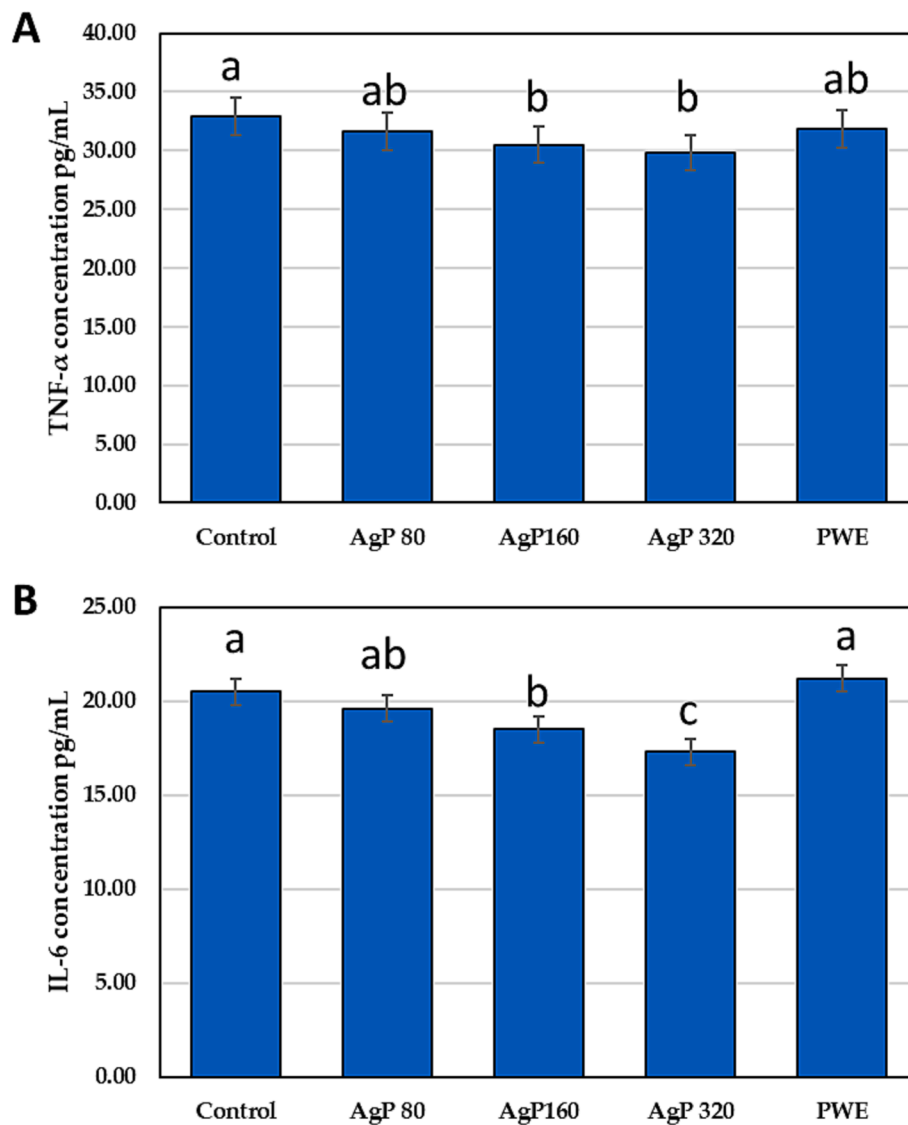 A
TNF-α concentration pg/mL
40.00
35.00
30.00
25.00
20.00
15.00
10.00
5.00
0.00
a
ab
b
b
ab
Control AgP 80 AgP160 AgP 320 PWE
B
IL-6 concentration pg/mL
25.00
20.00
15.00
10.00
5.00
0.00
a
ab
b
c
a
Control AgP 80 AgP160 AgP 320 PWE